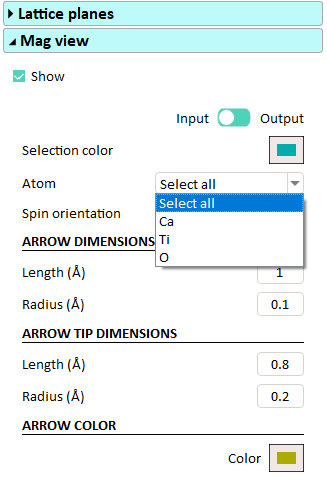 Lattice planes
Mag view
Show
Input Output
Selection color
Atom Select all
Select all
Spin orientation
Ca
Ti
ARROW DIMENSIONS
O
Length (Å) 1
Radius (Å) 0.1
ARROW TIP DIMENSIONS
Length (Å) 0.8
Radius (Å) 0.2
ARROW COLOR
Color